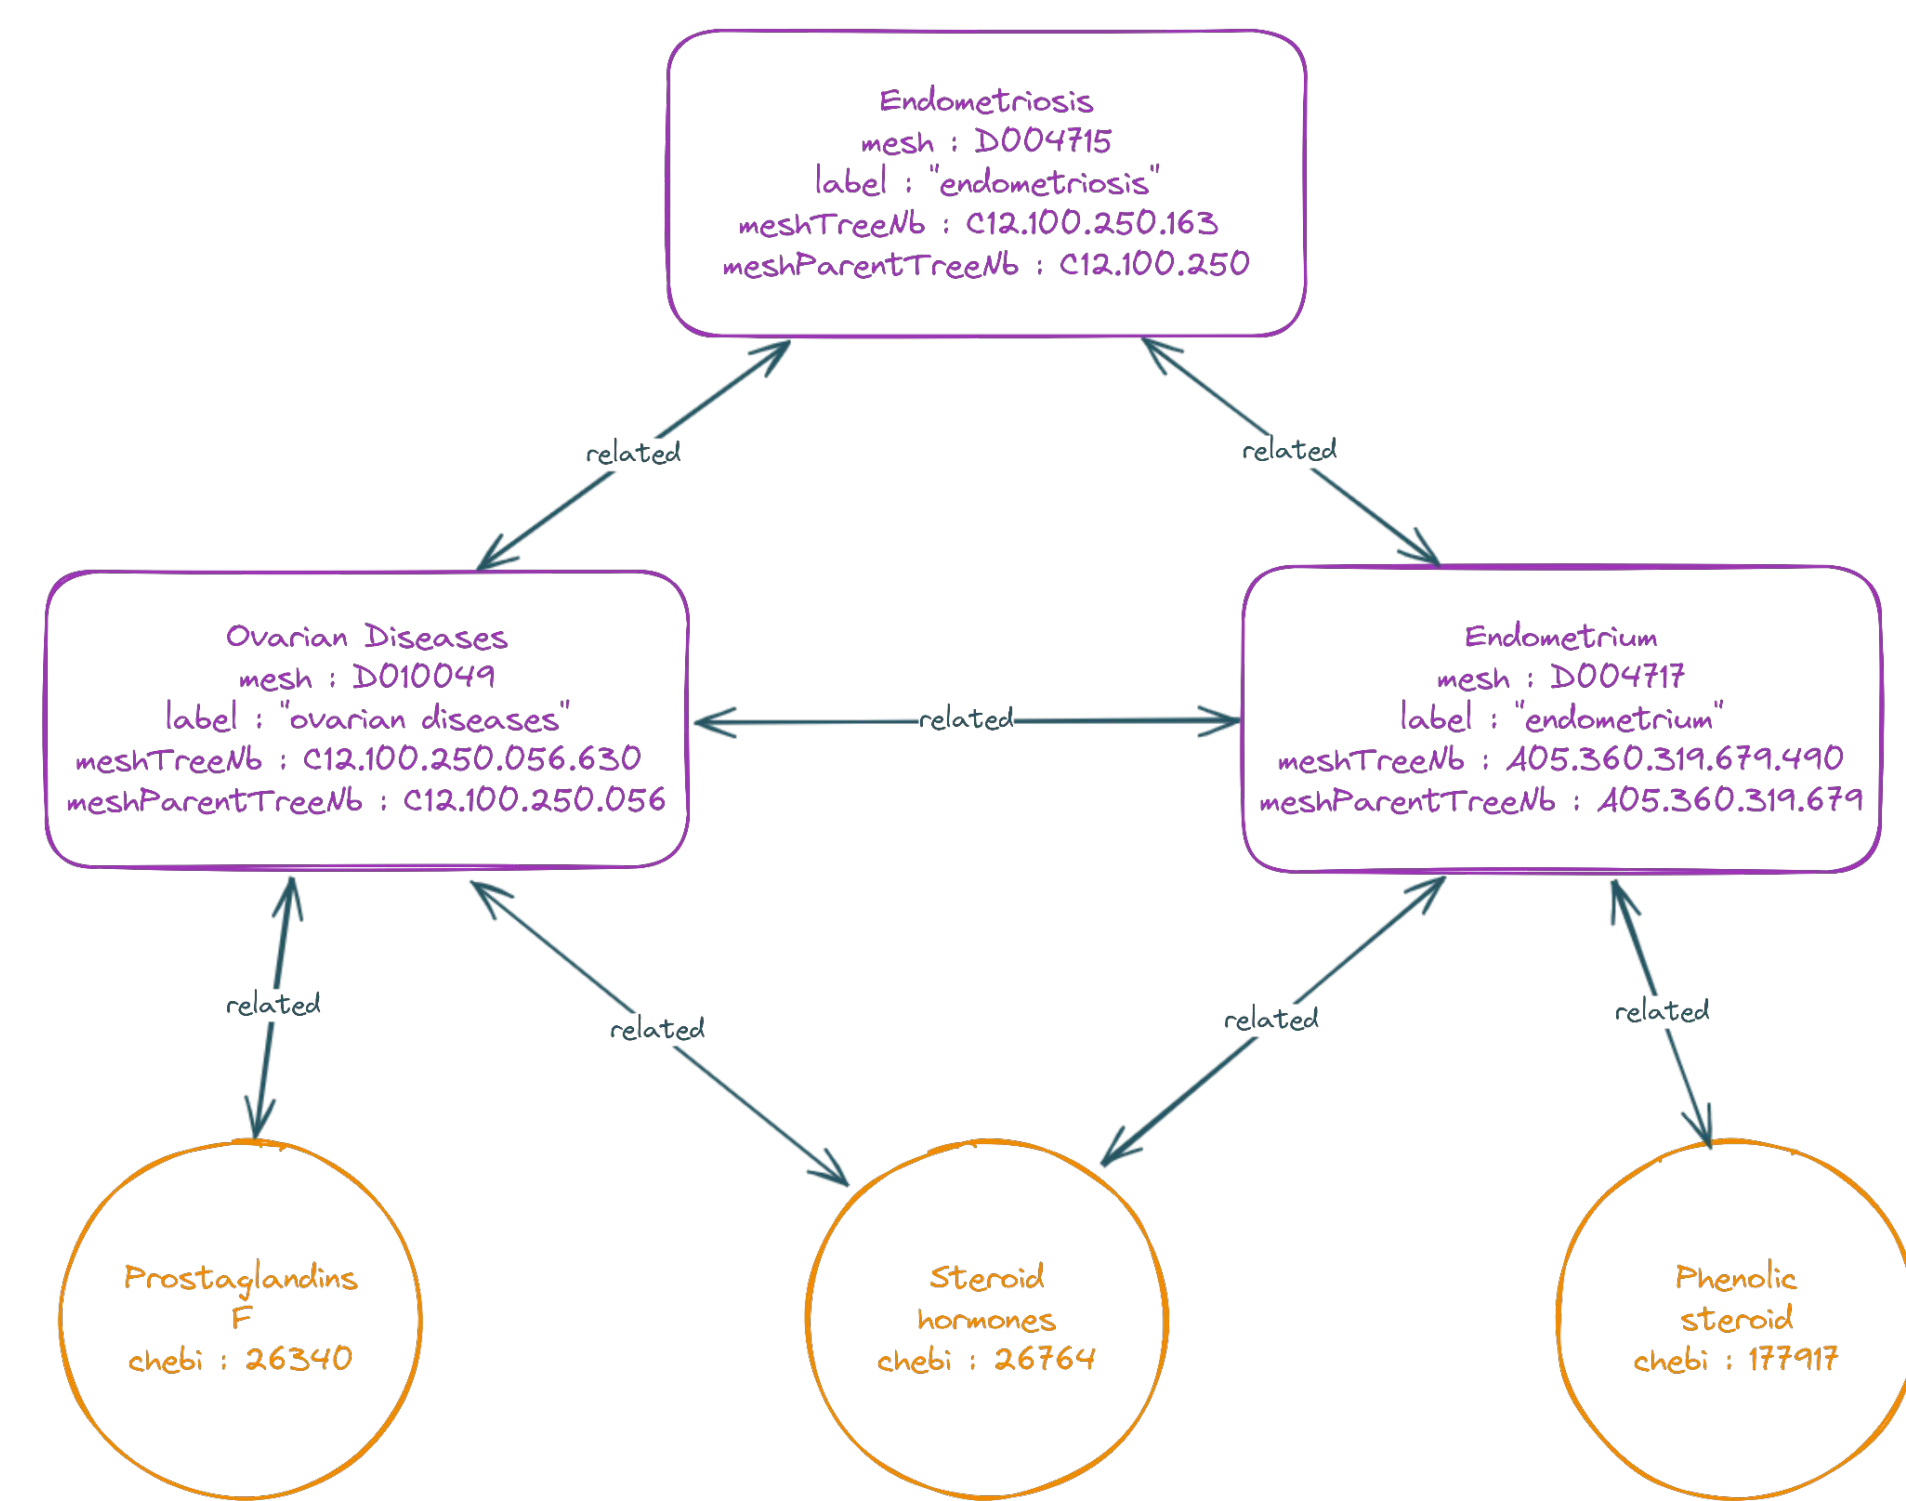 Endometriosis
mesh : D004715
label : "endometriosis"
meshTreeNb : C12.100.250.163
meshParentTreeNb : C12.100.250
related
related
Ovarian Diseases
mesh : D010049
label : "ovarian diseases"
meshTreeNb : C12.100.250.056.630
meshParentTreeNb : C12.100.250.056
related
Endometrium
mesh : D004717
label : "endometrium"
meshTreeNb : A05.360.319.679.490
meshParentTreeNb : A05.360.319.679
related
related
related
related
Prostaglandins
F
chebi : 26340
Steroid
hormones
chebi : 26764
Phenolic
steroid
chebi : 177917